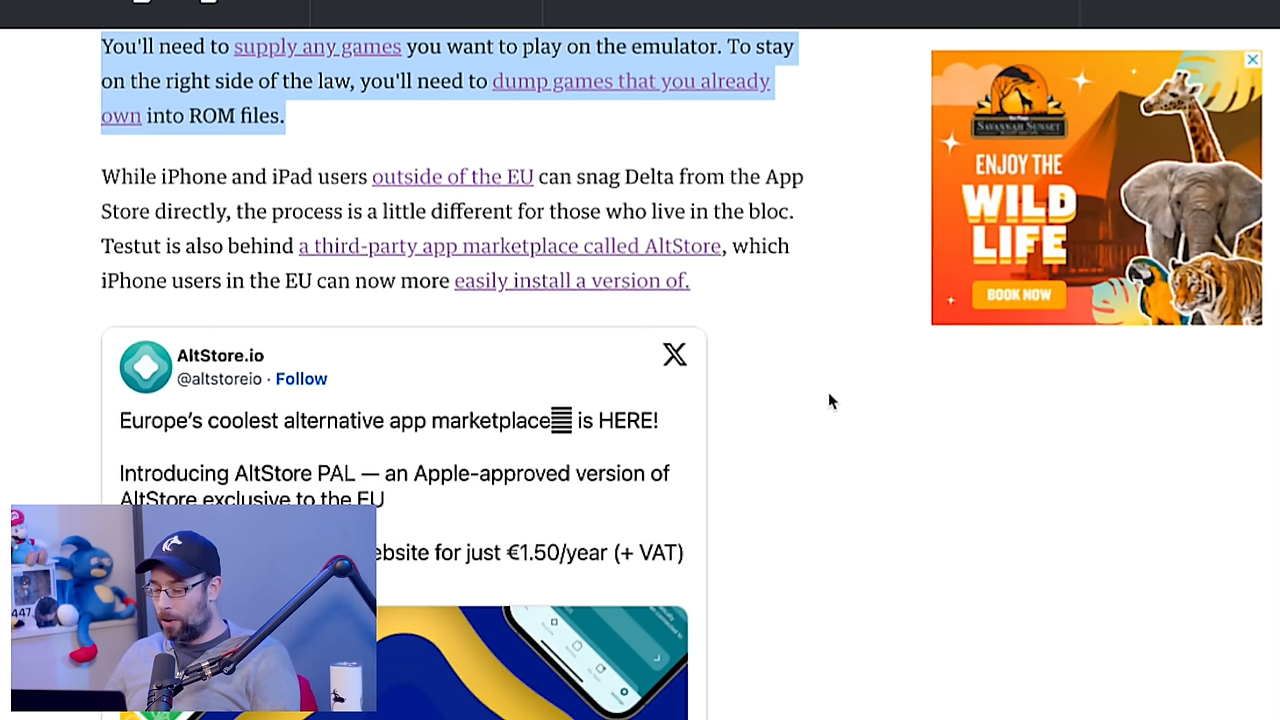 You'll need to supply any games you want to play on the emulator. To stay
on the right side of the law, you'll need to dump games that you already
own into ROM files.
While iPhone and iPad users outside of the EU can snag Delta from the App
Store directly, the process is a little different for those who live in the bloc.
Testut is also behind a third-party app marketplace called AltStore, which
iPhone users in the EU can now more easily install a version of.
SAVANNAH SUNSET
ENJOY THE
WILD
LIFE
BOOK NOW
AltStore.io
@altstoreio · Follow
Europe's coolest alternative app marketplace is HERE!
Introducing AltStore PAL — an Apple-approved version of
AltStore exclusive to the EU
ebsite for just €1.50/year (+ VAT)
447